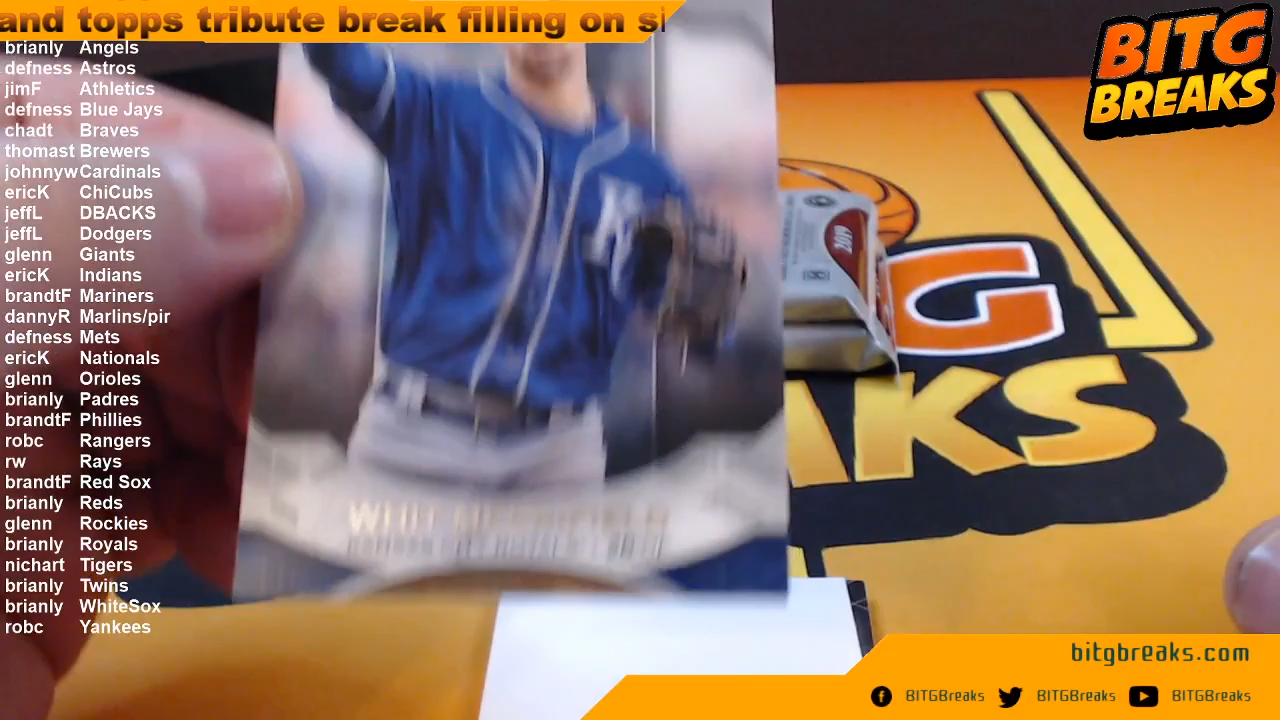 and topps tribute break filling on si
BITG
BREAKS
brianly Angels
defness Astros
jimF Athletics
defness Blue Jays
chadt Braves
thomast Brewers
johnnyw Cardinals
ericK ChiCubs
jeffL DBACKS
jeffL Dodgers
glenn Giants
ericK Indians
brandtF Mariners
dannyR Marlins/pir
defness Mets
ericK Nationals
glenn Orioles
brianly Padres
brandtF Phillies
robc Rangers
rw Rays
brandtF Red Sox
brianly Reds
glenn Rockies
brianly Royals
nichart Tigers
brianly Twins
brianly WhiteSox
robc Yankees
2019
G
AKS
WHIT
bitgbreaks.com
BITGBreaks BITGBreaks BITGBreaks